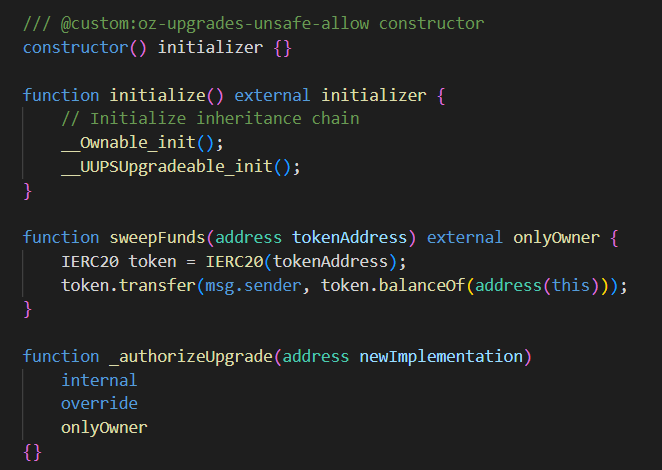 /// @custom:oz-upgrades-unsafe-allow constructor
constructor() initializer {}
function initialize() external initializer {
// Initialize inheritance chain
__Ownable_init();
__UUPSUpgradeable_init();
}
function sweepFunds(address tokenAddress) external onlyOwner {
IERC20 token = IERC20(tokenAddress);
token.transfer(msg.sender, token.balanceOf(address(this)));
}
function _authorizeUpgrade(address newImplementation)
internal
override
onlyOwner
{}